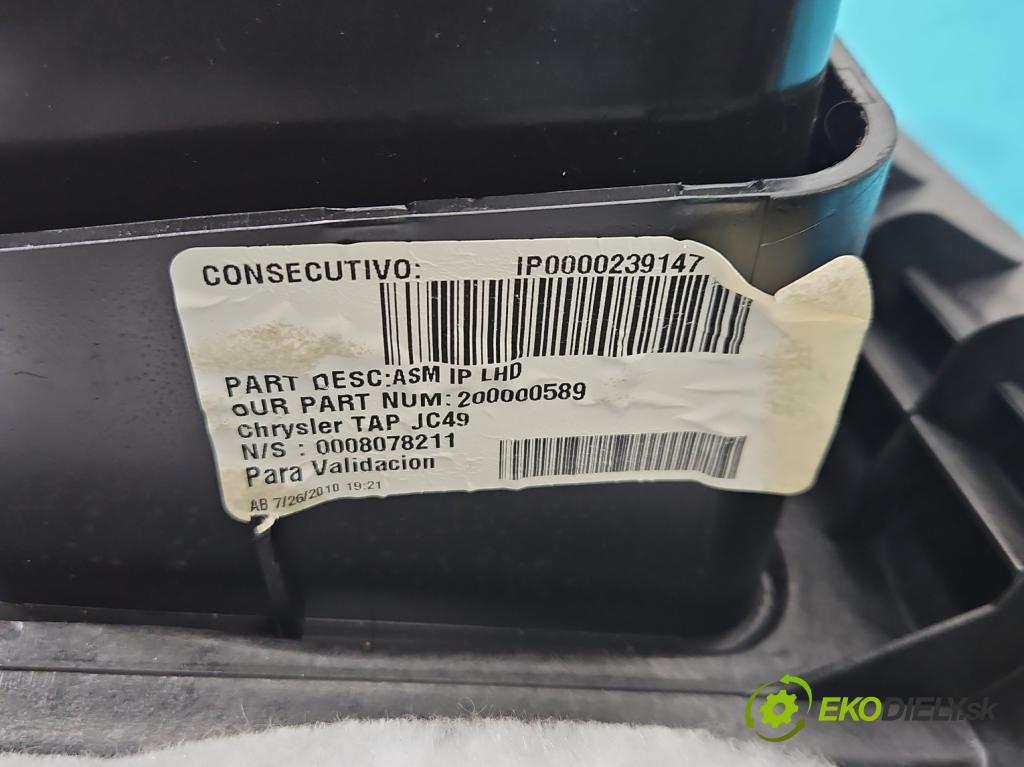 CONSECUTIVO: IP0000239147
PART DESC:ASM IP LHD
OUR PART NUM: 200000589
Chrysler TAP JC49
N/S : 0008078211
Para Validacion
AB 7/26/2010 19:21
EKODIELY.sk